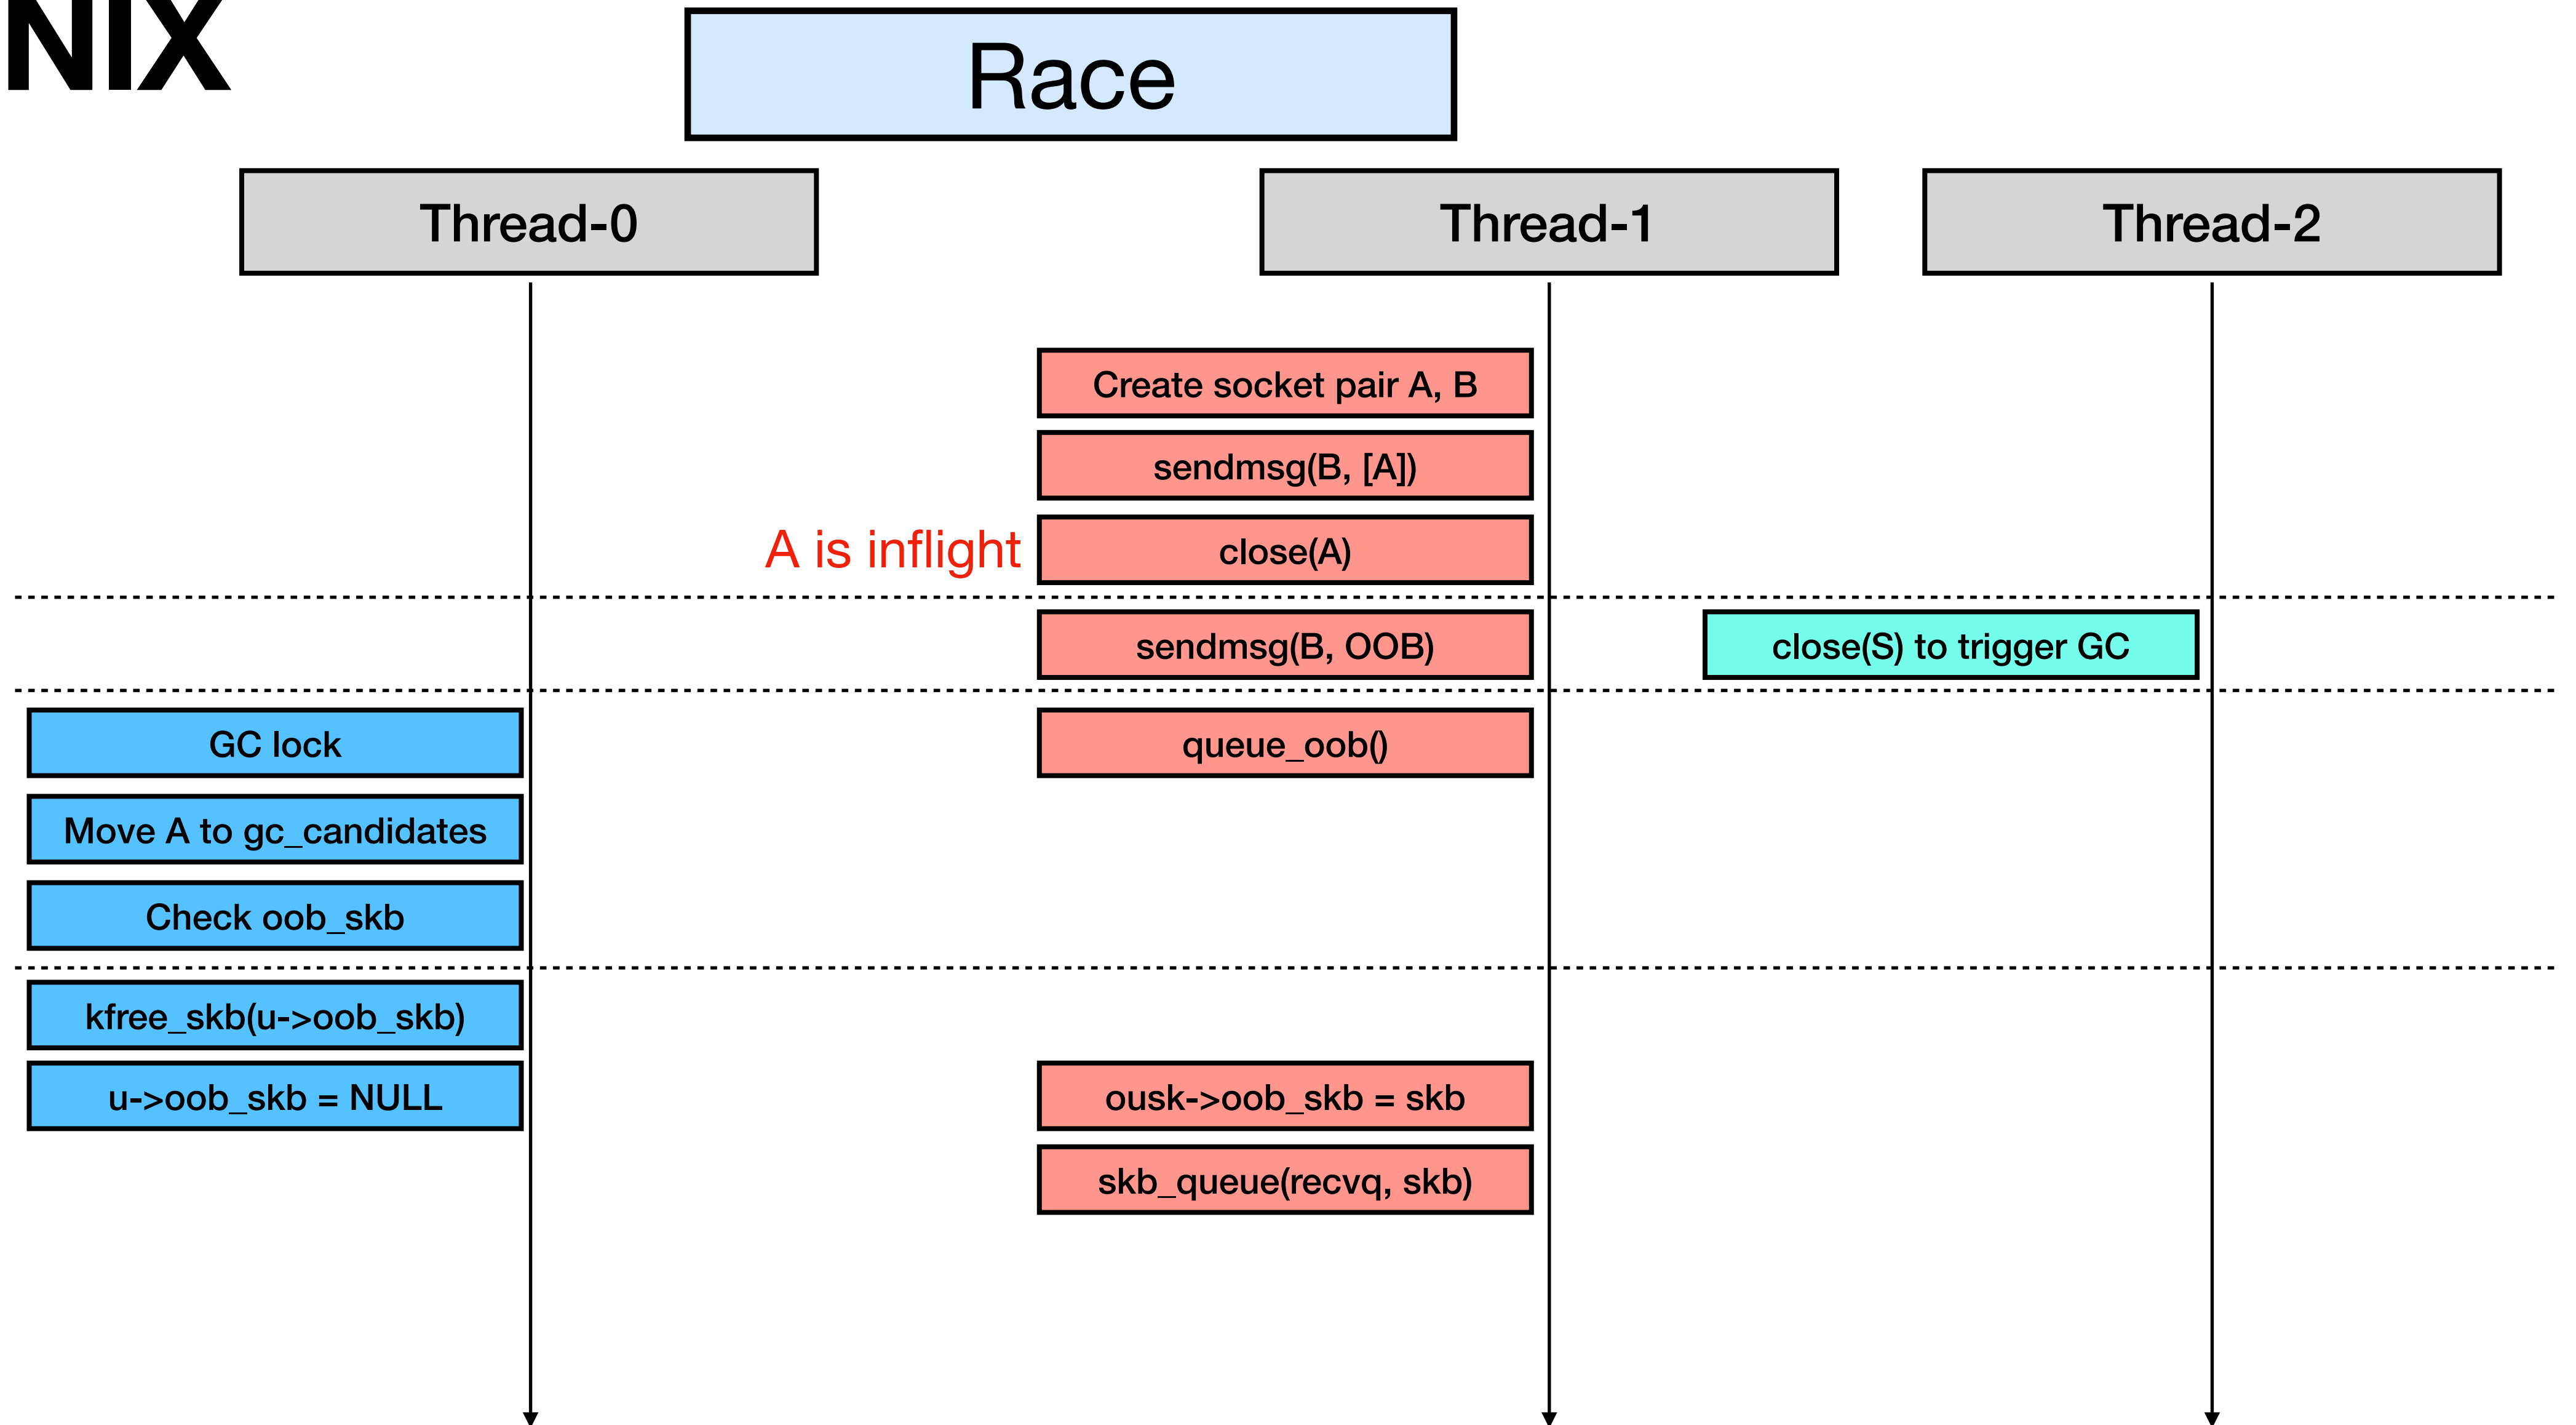 NIX
Race
Thread-0
Thread-1
Thread-2
Create socket pair A, B
sendmsg(B, [A])
A is inflight
close(A)
sendmsg(B, OOB)
close(S) to trigger GC
GC lock
queue_oob()
Move A to gc_candidates
Check oob_skb
kfree_skb(u->oob_skb)
u->oob_skb = NULL
ousk->oob_skb = skb
skb_queue(recvq, skb)